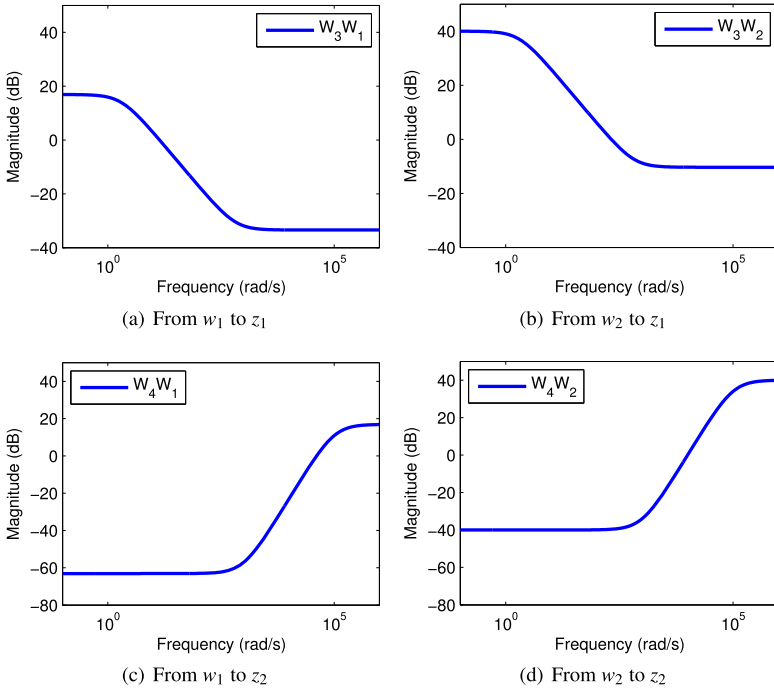 W3W1
40
20
0
−20
−40
Magnitude (dB)
10^0
10^5
Frequency (rad/s)
(a) From w1 to z1
W3W2
40
20
0
−20
−40
Magnitude (dB)
10^0
10^5
Frequency (rad/s)
(b) From w2 to z1
W4W1
40
20
0
−20
−40
−60
−80
Magnitude (dB)
10^0
10^5
Frequency (rad/s)
(c) From w1 to z2
W4W2
40
20
0
−20
−40
−60
−80
Magnitude (dB)
10^0
10^5
Frequency (rad/s)
(d) From w2 to z2